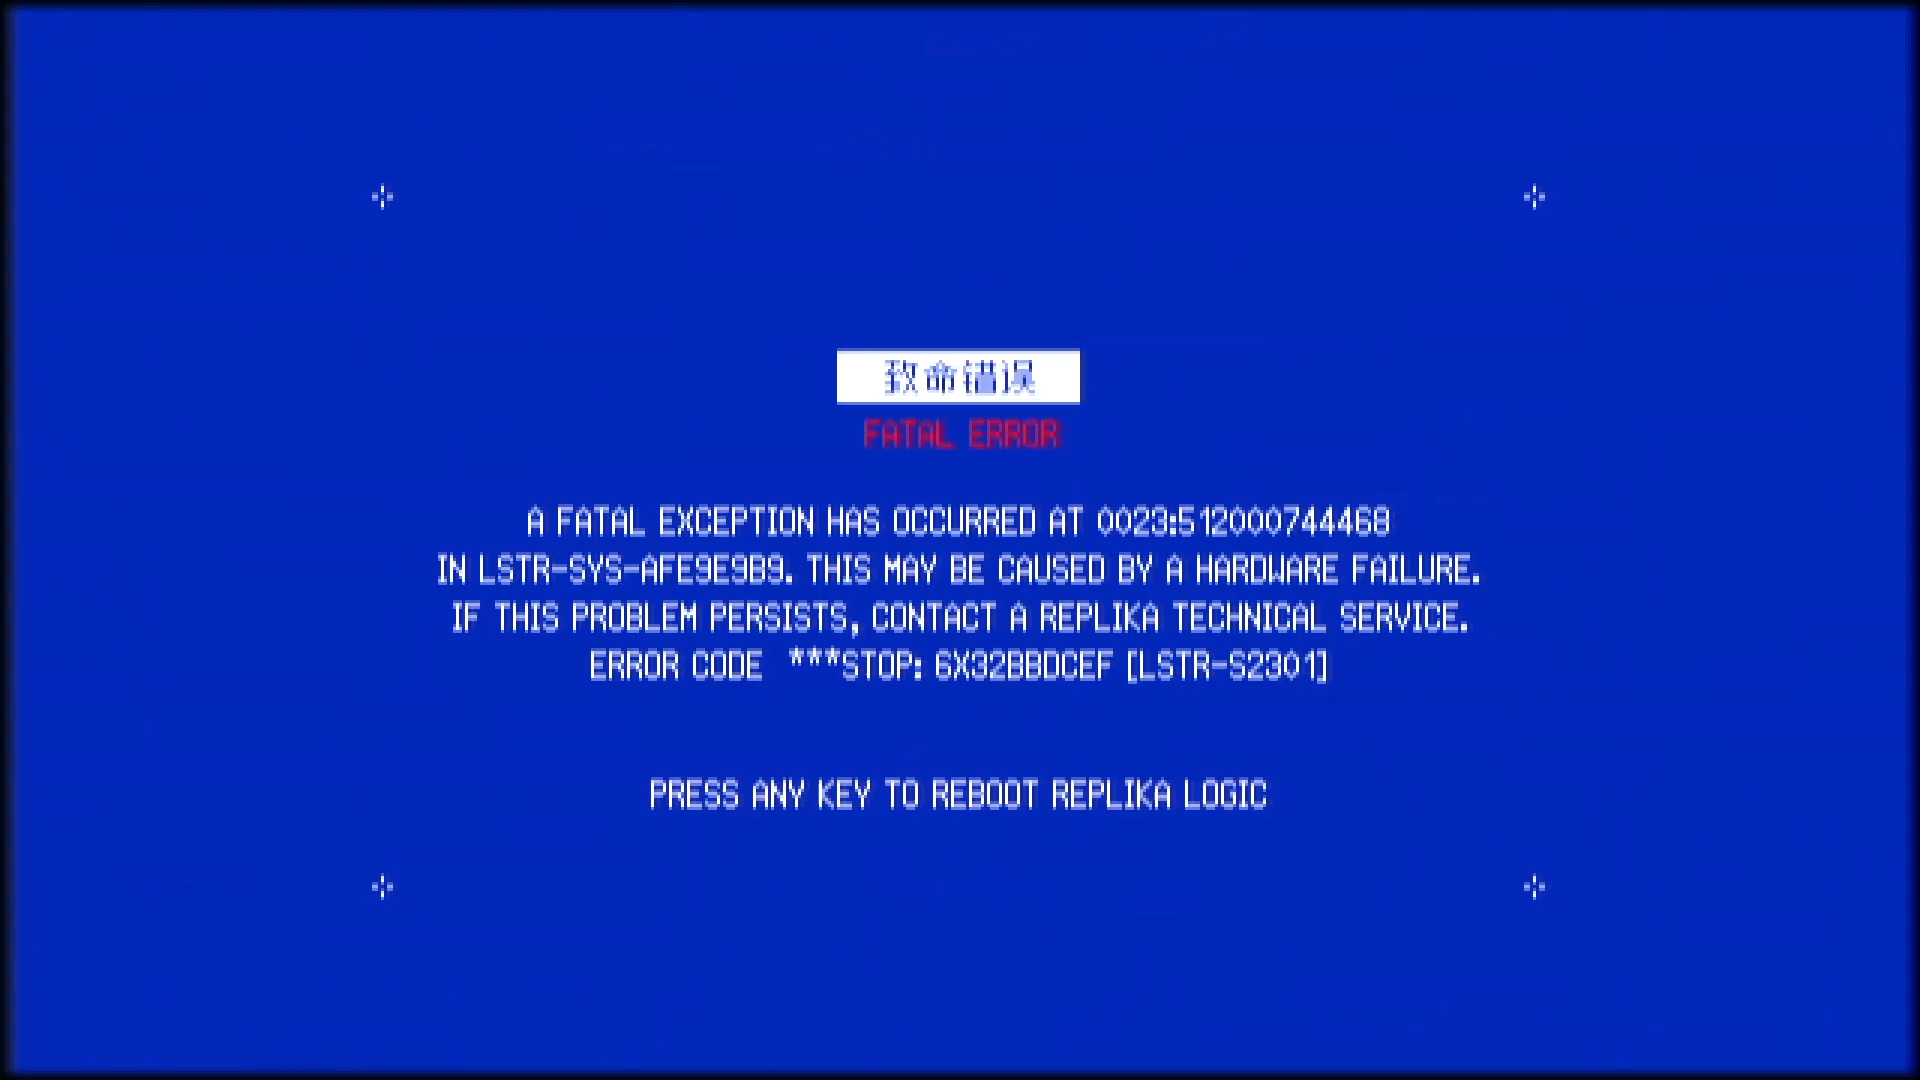 致命错误
FATAL ERROR
A FATAL EXCEPTION HAS OCCURRED AT 0023:512000744468
IN LSTR-SYS-AFE9E9B9. THIS MAY BE CAUSED BY A HARDWARE FAILURE.
IF THIS PROBLEM PERSISTS, CONTACT A REPLIKA TECHNICAL SERVICE.
ERROR CODE ***STOP: 6X32BBDCEF [LSTR-S2301]
PRESS ANY KEY TO REBOOT REPLIKA LOGIC